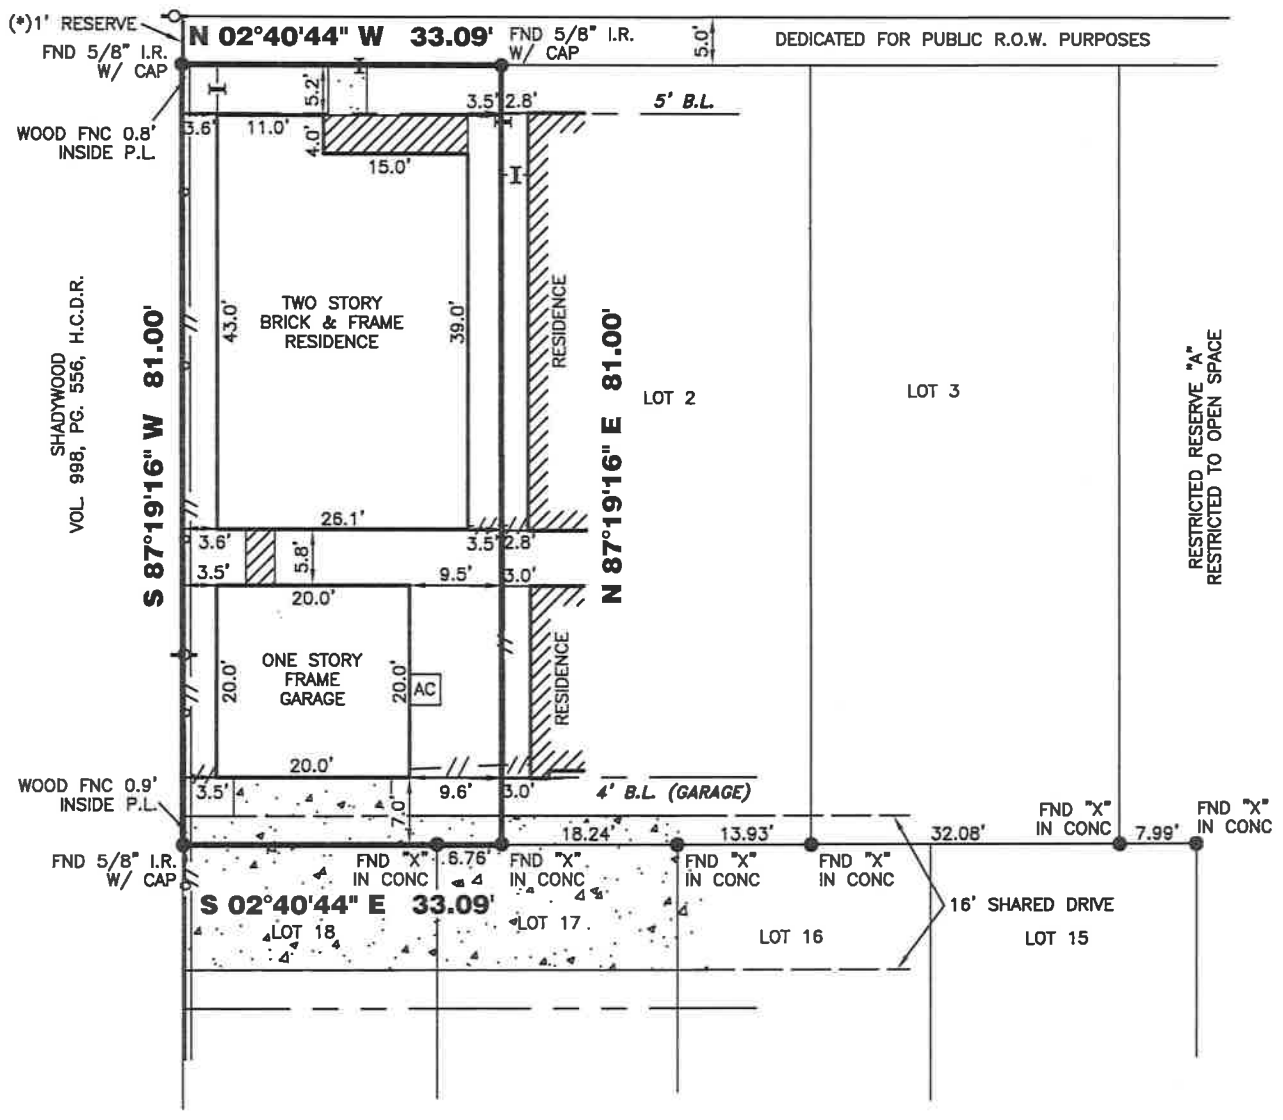 (*)1' RESERVE
N 02°40'44" W 33.09'
FND 5/8" I.R.
W/ CAP
FND 5/8" I.R.
W/ CAP
5.0'
DEDICATED FOR PUBLIC R.O.W. PURPOSES
5.2'
3.5'
2.8'
5' B.L.
WOOD FNC 0.8'
INSIDE P.L.
3.6'
11.0'
4.0'
15.0'
SHADYWOOD
VOL. 998, PG. 556, H.C.D.R.
S 87°19'16" W 81.00'
43.0'
TWO STORY
BRICK & FRAME
RESIDENCE
39.0'
RESIDENCE
N 87°19'16" E 81.00'
LOT 2
LOT 3
RESTRICTED RESERVE "A"
RESTRICTED TO OPEN SPACE
26.1'
3.6'
5.8'
3.5'
2.8'
3.5'
20.0'
9.5'
3.0'
20.0'
ONE STORY
FRAME
GARAGE
20.0'
AC
RESIDENCE
20.0'
WOOD FNC 0.9'
INSIDE P.L.
3.5'
7.0'
9.6'
3.0'
4' B.L. (GARAGE)
FND "X"
IN CONC
FND "X"
IN CONC
18.24'
13.93'
32.08'
7.99'
FND 5/8" I.R.
W/ CAP
FND "X"
IN CONC
6.76'
FND "X"
IN CONC
FND "X"
IN CONC
FND "X"
IN CONC
S 02°40'44" E 33.09'
16' SHARED DRIVE
LOT 18
LOT 17
LOT 16
LOT 15